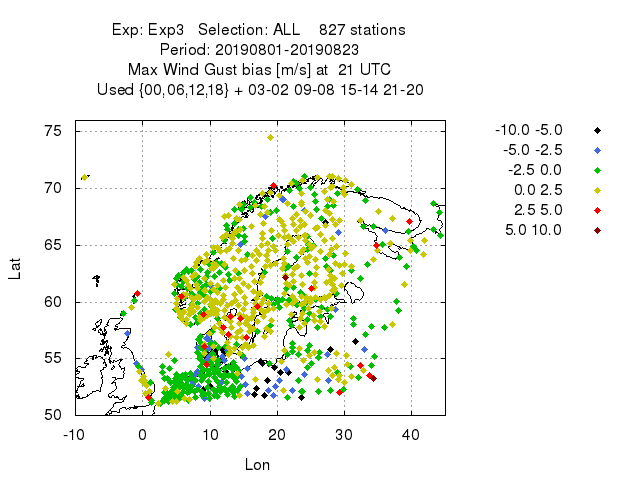 Exp: Exp3 Selection: ALL 827 stations
Period: 20190801-20190823
Max Wind Gust bias [m/s] at 21 UTC
Used {00,06,12,18} + 03-02 09-08 15-14 21-20
-10.0 -5.0
-5.0 -2.5
-2.5 0.0
0.0 2.5
2.5 5.0
5.0 10.0
75
70
65
60
55
50
Lat
-10 0 10 20 30 40
Lon